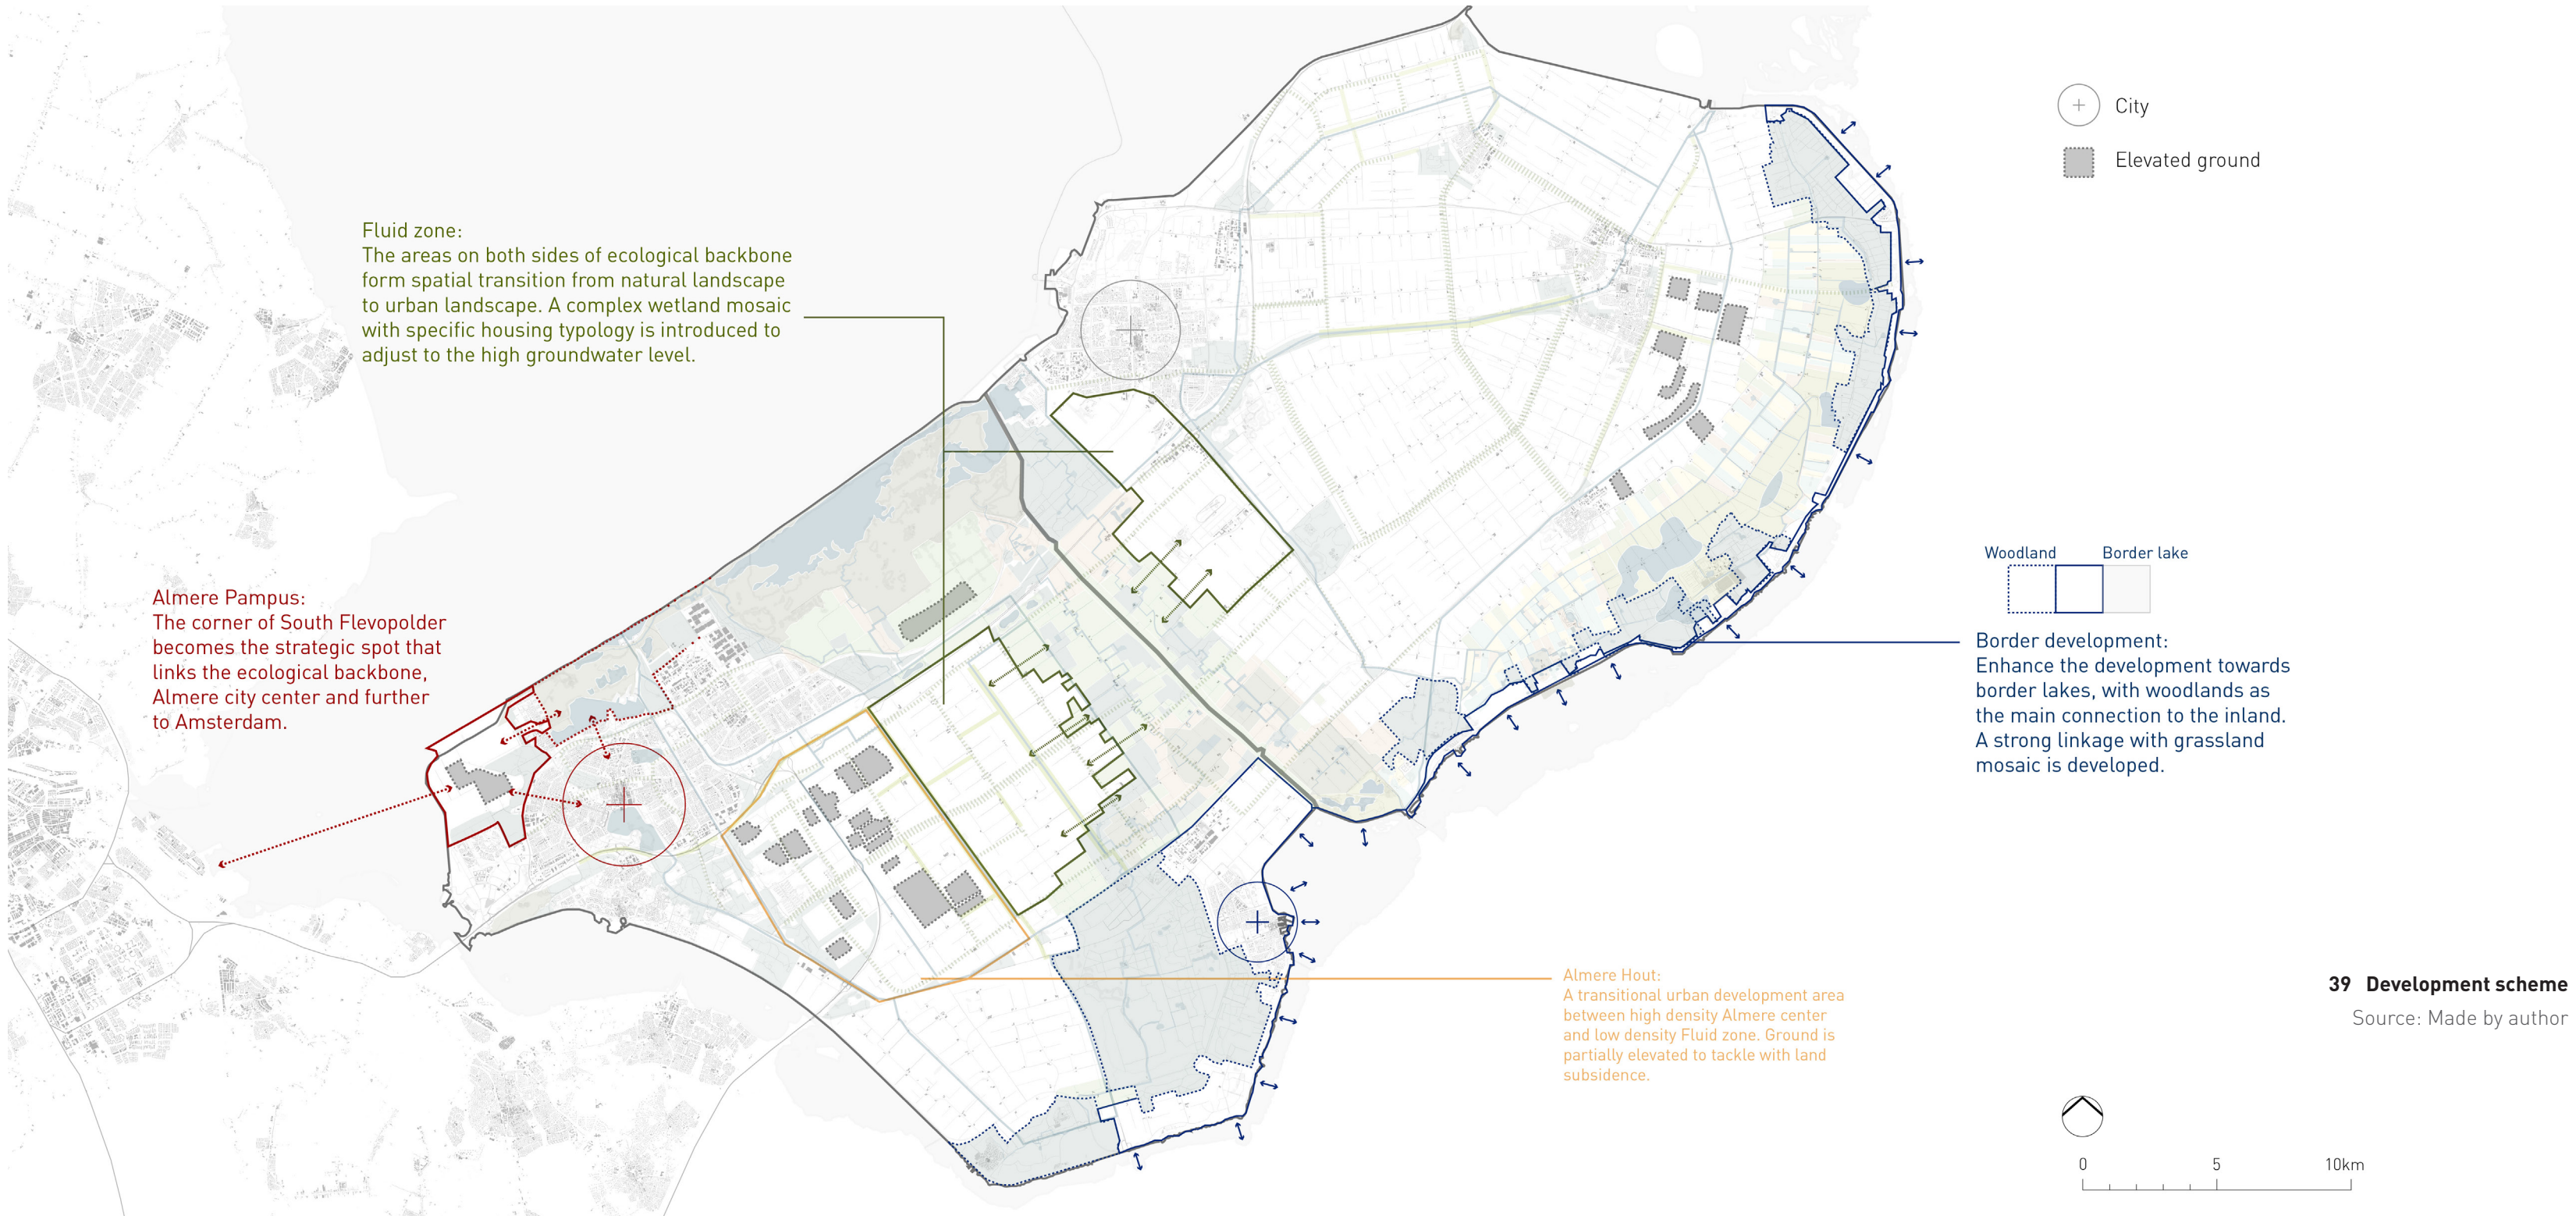 City
Elevated ground
Fluid zone:
The areas on both sides of ecological backbone
form spatial transition from natural landscape
to urban landscape. A complex wetland mosaic
with specific housing typology is introduced to
adjust to the high groundwater level.
Almere Pampus:
The corner of South Flevopolder
becomes the strategic spot that
links the ecological backbone,
Almere city center and further
to Amsterdam.
Woodland Border lake
Border development:
Enhance the development towards
border lakes, with woodlands as
the main connection to the inland.
A strong linkage with grassland
mosaic is developed.
Almere Hout:
A transitional urban development area
between high density Almere center
and low density Fluid zone. Ground is
partially elevated to tackle with land
subsidence.
39 Development scheme
Source: Made by author
0 5 10km